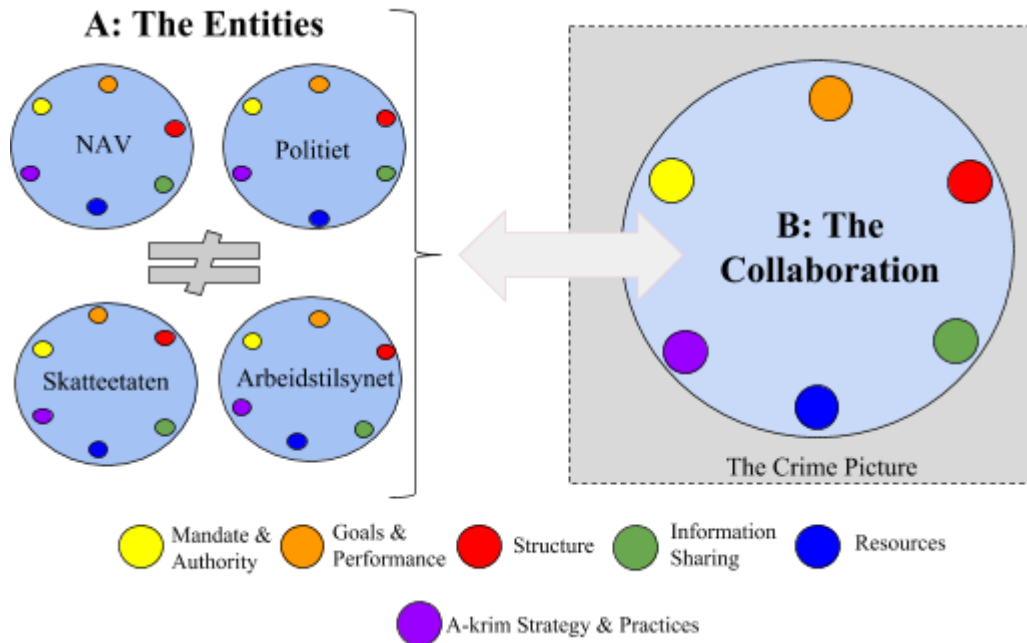 A: The Entities
NAV
Politiet
Skatteetaten
Arbeidstilsynet
B: The
Collaboration
The Crime Picture
Mandate &
Authority
Goals &
Performance
Structure
Information
Sharing
Resources
A-krim Strategy & Practices